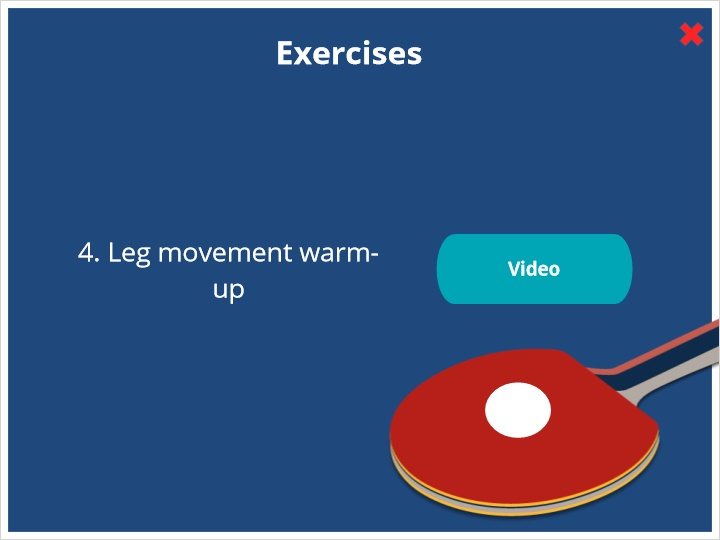 Exercises
4. Leg movement warm-
up
Video